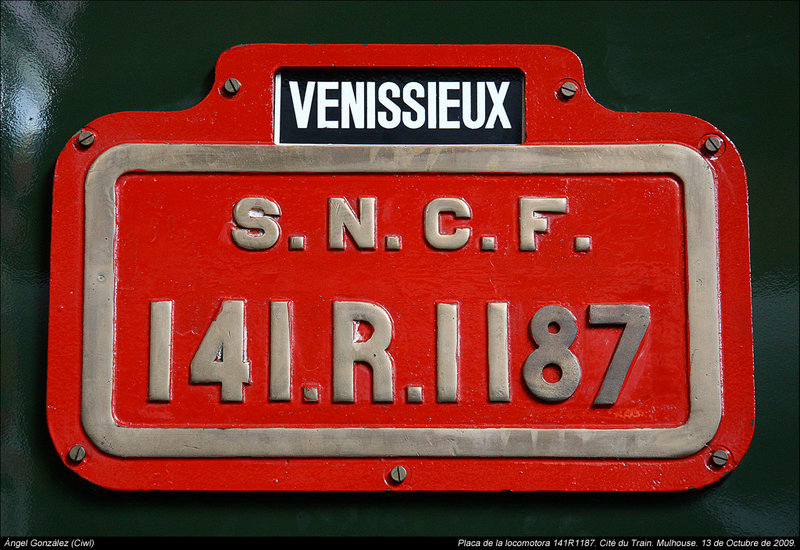 VENISSIEUX
S.N.C.F.
141.R.1187
Ángel González (Ciwl)
Placa de la locomotora 141R1187. Cité du Train. Mulhouse. 13 de Octubre de 2009.